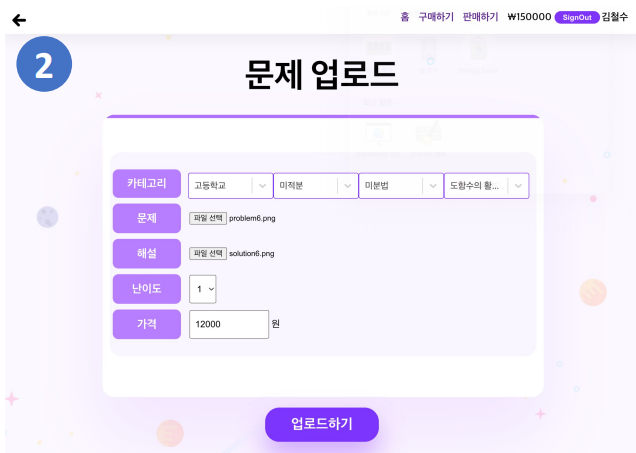 홈 구매하기 판매하기 ₩150000 SignOut 김철수
2
문제 업로드
카테고리 고등학교 미적분 미분법 도함수의 활...
문제 파일 선택 problem6.png
해설 파일 선택 solution6.png
난이도 1
가격 12000 원
업로드하기